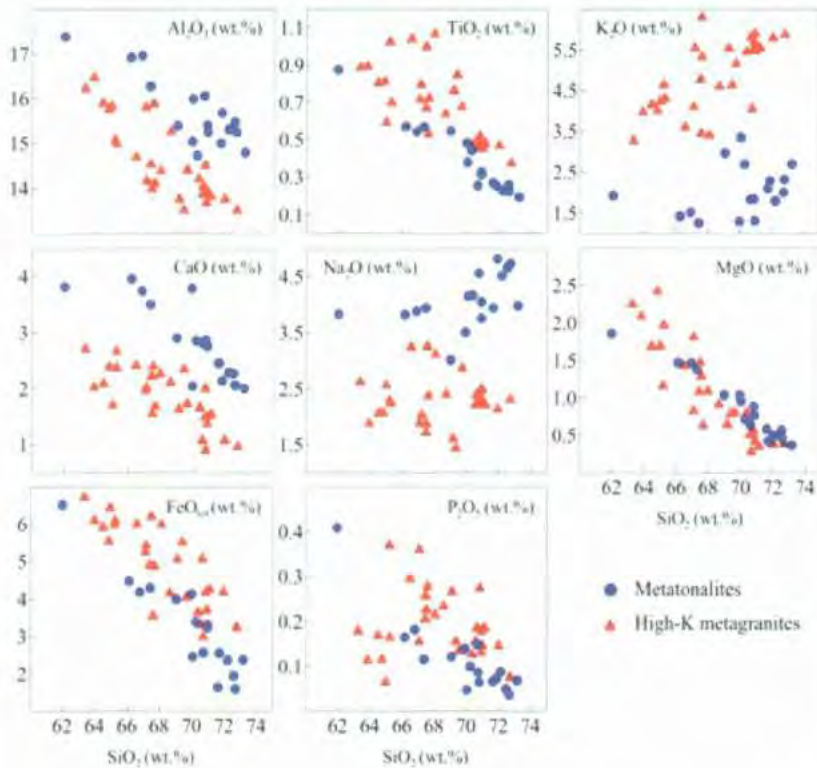 Al₂O₃ (wt.%)
17
16
15
14
TiO₂ (wt.%)
1.1
0.9
0.7
0.5
0.3
0.1
K₂O (wt.%)
5.5
4.5
3.5
2.5
1.5
CaO (wt.%)
4
3
2
1
Na₂O (wt.%)
4.5
3.5
2.5
1.5
MgO (wt.%)
2.5
2.0
1.5
1.0
0.5
62 64 66 68 70 72 74
SiO₂ (wt.%)
FeOtot (wt.%)
6
5
4
3
2
62 64 66 68 70 72 74
SiO₂ (wt.%)
P₂O₅ (wt.%)
0.4
0.3
0.2
0.1
62 64 66 68 70 72 74
SiO₂ (wt.%)
Metatonalites
High-K metagranites